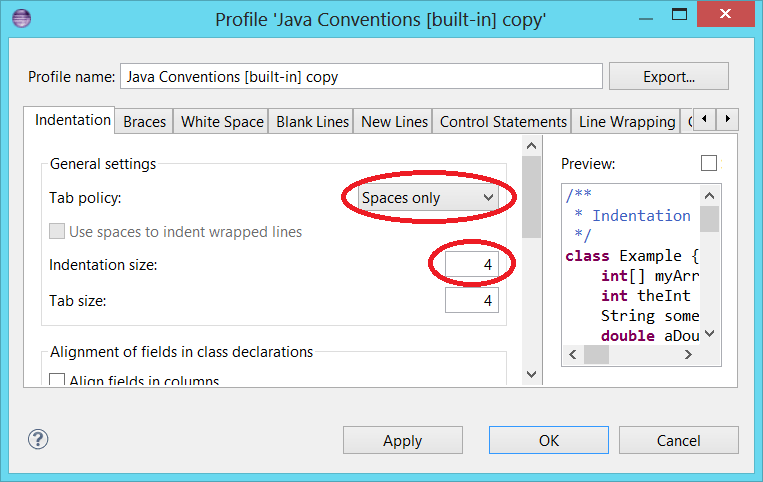 Profile 'Java Conventions [built-in] copy'
Profile name: Java Conventions [built-in] copy Export...
Indentation Braces White Space Blank Lines New Lines Control Statements Line Wrapping
General settings
Tab policy: Spaces only
Use spaces to indent wrapped lines
Indentation size: 4
Tab size: 4
Alignment of fields in class declarations
Align fields in columns
Preview:
/**
* Indentation
*/
class Example {
int[] myArr
int theInt
String some
double aDou
? Apply OK Cancel